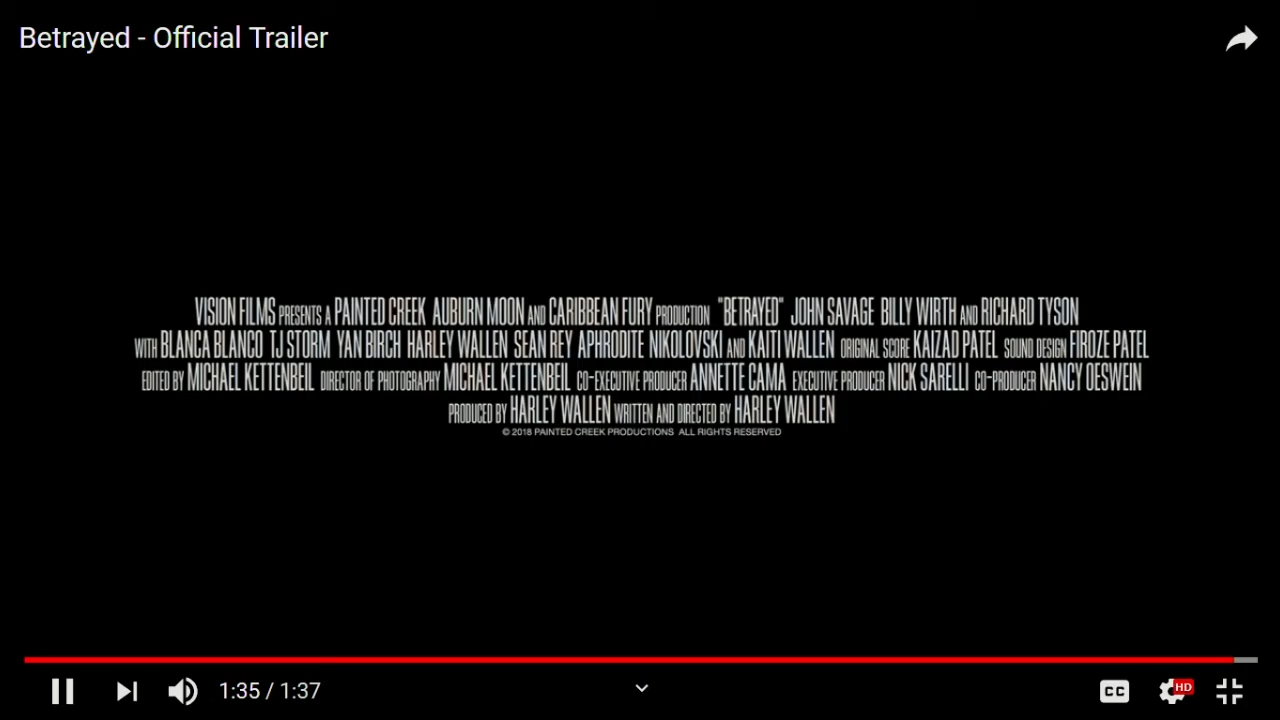 Betrayed - Official Trailer
VISION FILMS PRESENTS A PAINTED CREEK AUBURN MOON AND CARIBBEAN FURY PRODUCTION "BETRAYED" JOHN SAVAGE BILLY WIRTH AND RICHARD TYSON
WITH BLANCA BLANCO TJ STORM YAN BIRCH HARLEY WALLEN SEAN REY APHRODITE NIKOLOVSKI AND KAITI WALLEN ORIGINAL SCORE KAIZAD PATEL SOUND DESIGN FIROZE PATEL
EDITED BY MICHAEL KETTENBEIL DIRECTOR OF PHOTOGRAPHY MICHAEL KETTENBEIL CO-EXECUTIVE PRODUCER ANNETTE CAMA EXECUTIVE PRODUCER NICK SARELLI CO-PRODUCER NANCY OESWEIN
PRODUCED BY HARLEY WALLEN WRITTEN AND DIRECTED BY HARLEY WALLEN
© 2018 PAINTED CREEK PRODUCTIONS ALL RIGHTS RESERVED
1:35 / 1:37
CC
HD